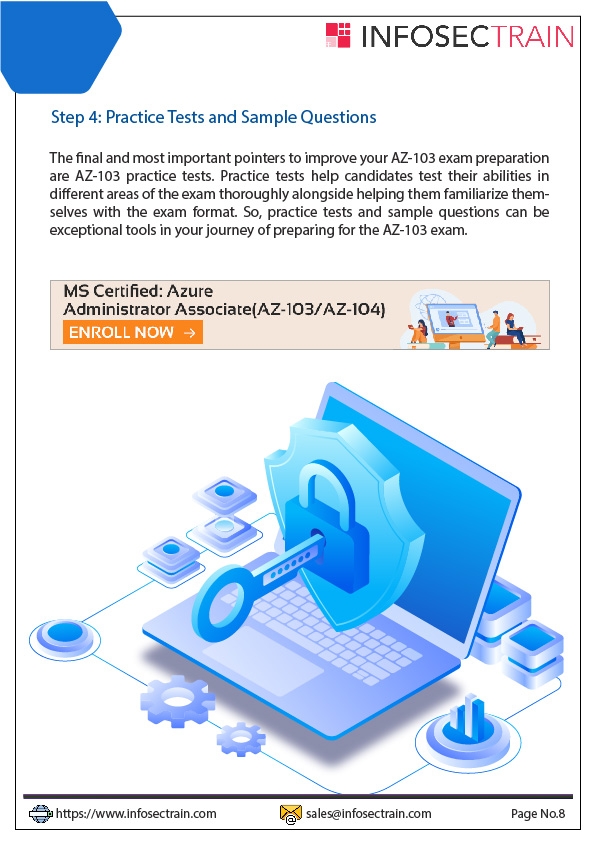 INFOSECTRAIN
Step 4: Practice Tests and Sample Questions
The final and most important pointers to improve your AZ-103 exam preparation
are AZ-103 practice tests. Practice tests help candidates test their abilities in
different areas of the exam thoroughly alongside helping them familiarize them-
selves with the exam format. So, practice tests and sample questions can be
exceptional tools in your journey of preparing for the AZ-103 exam.
MS Certified: Azure
Administrator Associate(AZ-103/AZ-104)
ENROLL NOW →
https://www.infosectrain.com
sales@infosectrain.com
Page No.8